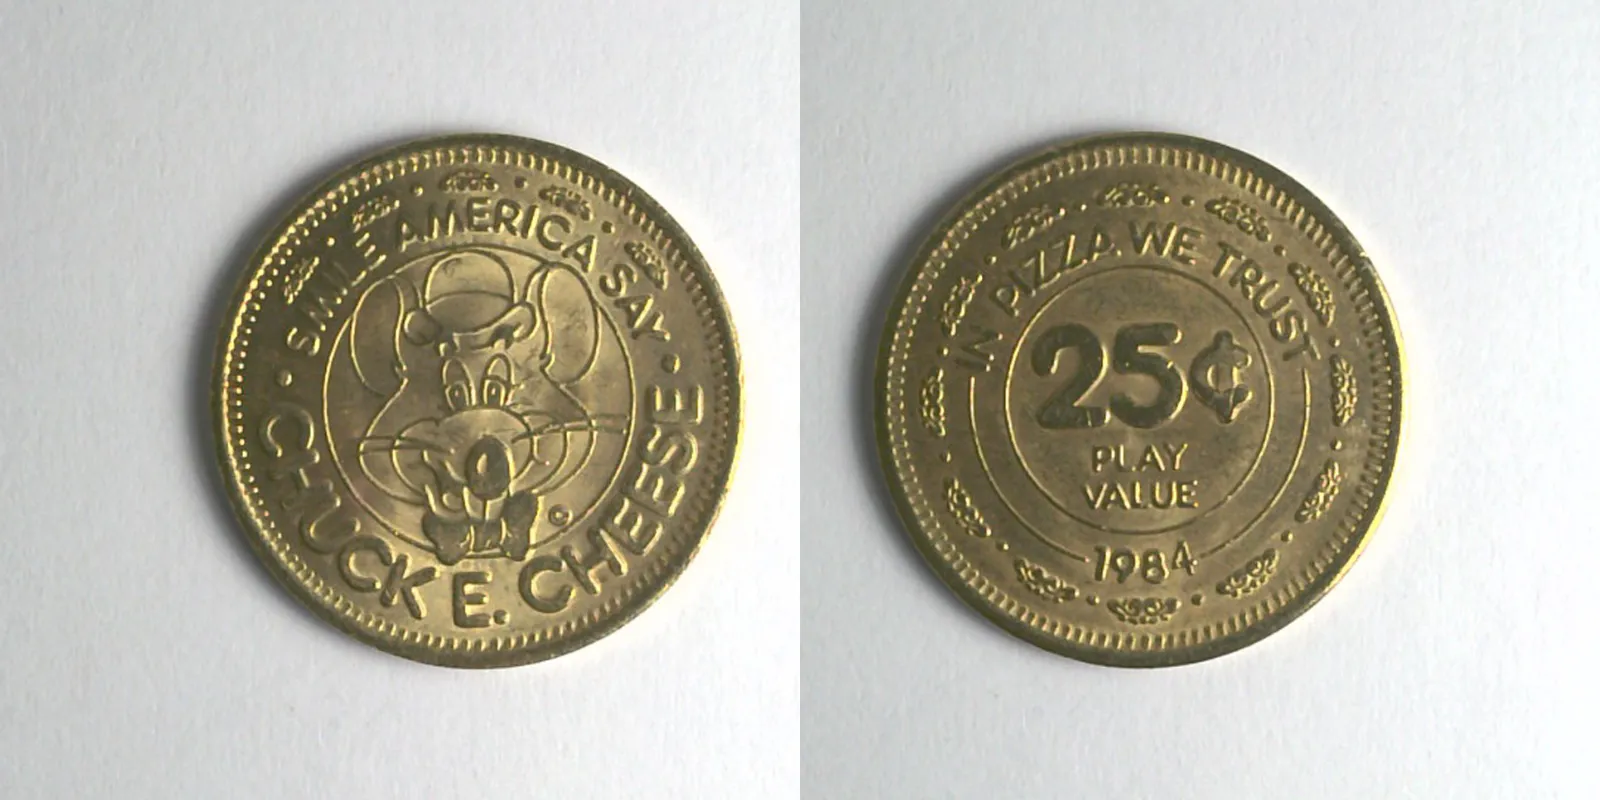 SMILE AMERICA SAY
CHUCK E. CHEESE
©
IN PIZZA WE TRUST
25¢
PLAY
VALUE
1984